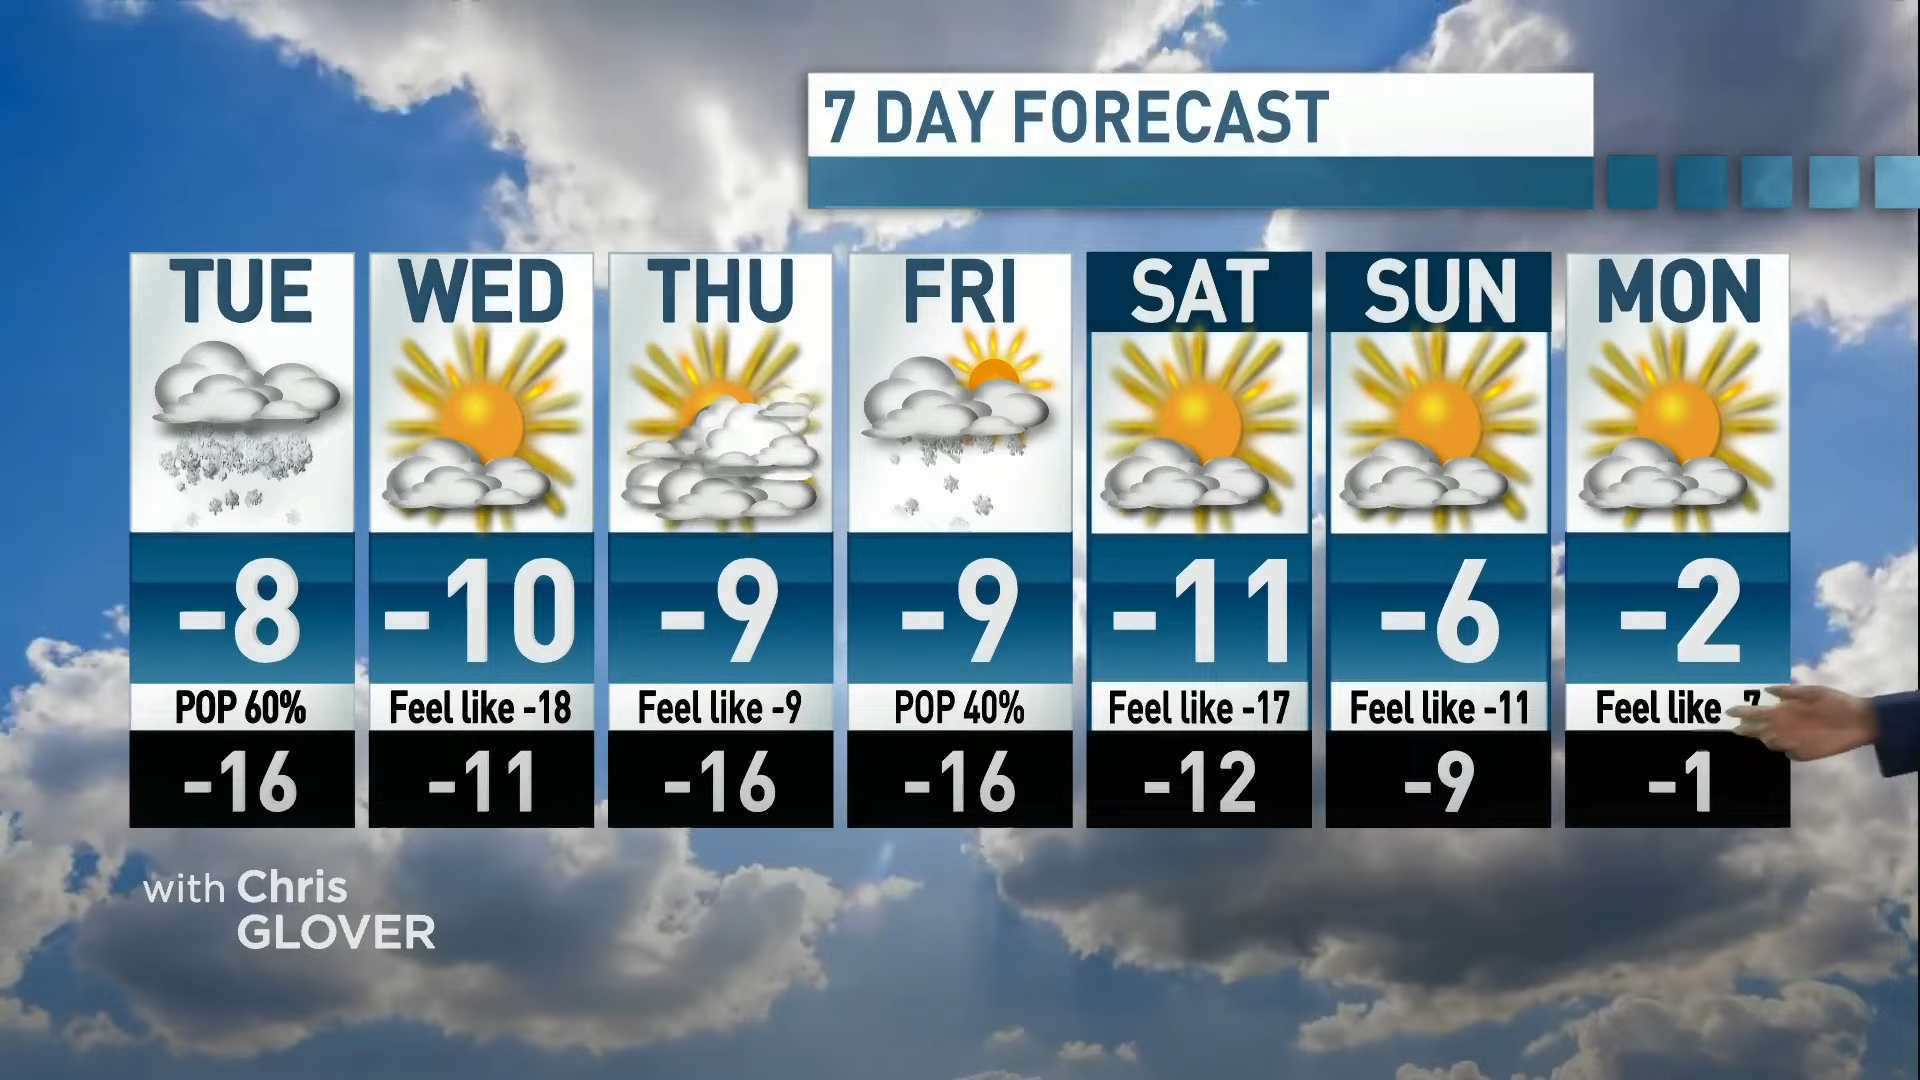 7 DAY FORECAST
TUE WED THU FRI SAT SUN MON
-8 -10 -9 -9 -11 -6 -2
POP 60% Feel like -18 Feel like -9 POP 40% Feel like -17 Feel like -11 Feel like -7
-16 -11 -16 -16 -12 -9 -1
with Chris
GLOVER